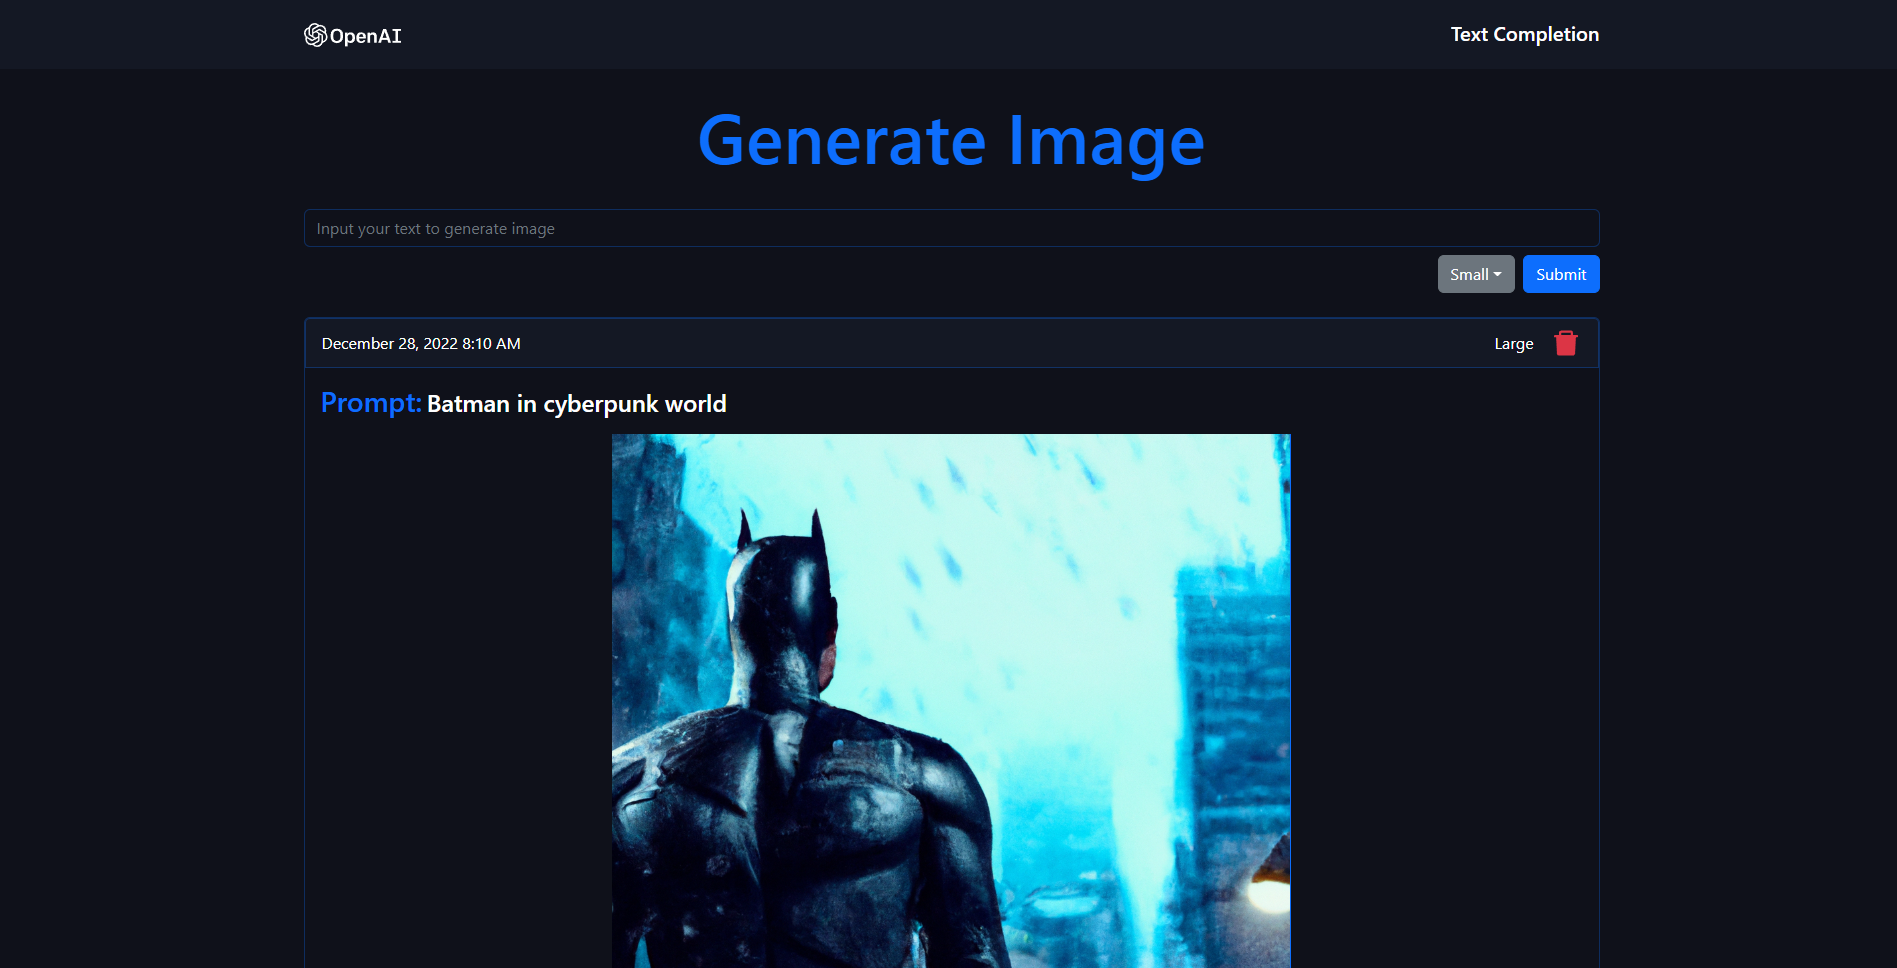 OpenAI
Text Completion
Generate Image
Input your text to generate image
Small
Submit
December 28, 2022 8:10 AM
Large
Prompt: Batman in cyberpunk world